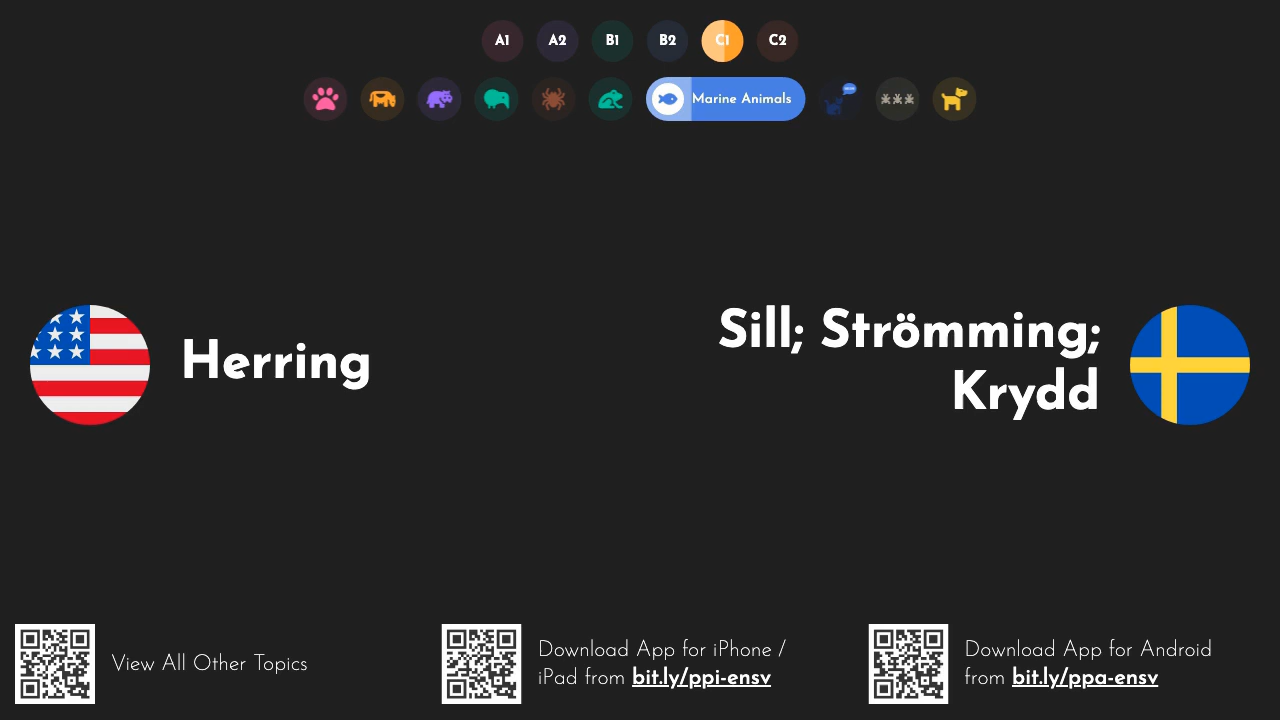 A1 A2 B1 B2 C1 C2
Marine Animals
Herring
Sill; Strömming;
Krydd
View All Other Topics
Download App for iPhone /
iPad from bit.ly/ppi-ensv
Download App for Android
from bit.ly/ppa-ensv